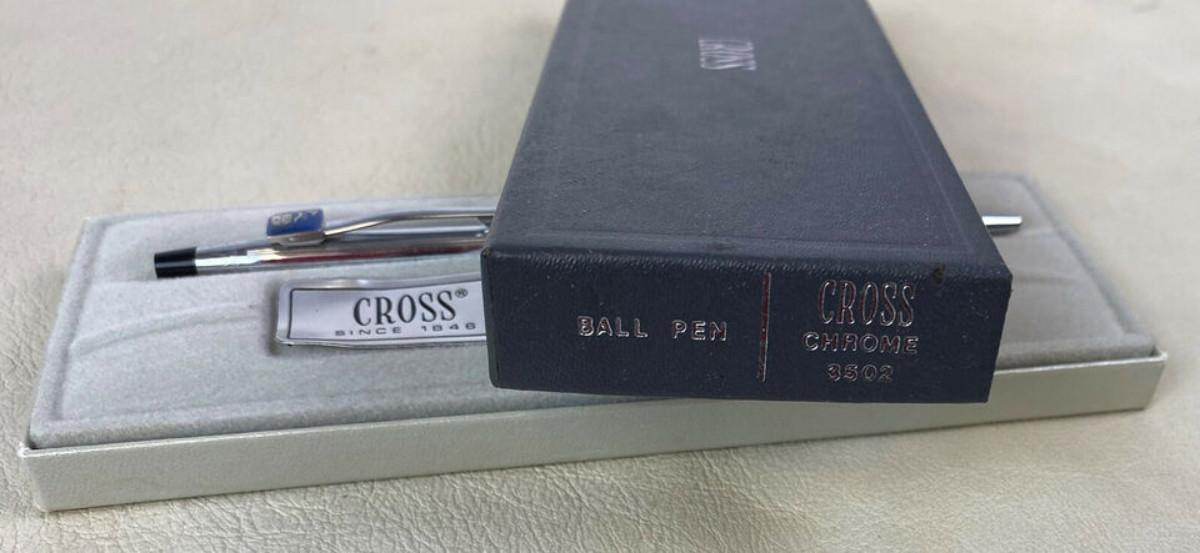 CROSS
CROSS®
SINCE 1846
BALL PEN
CROSS
CHROME
3502